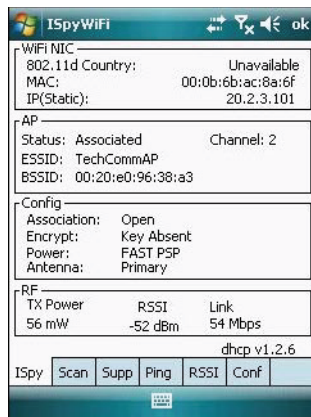 ISpyWiFi ok
WiFi NIC
802.11d Country: Unavailable
MAC: 00:0b:6b:ac:8a:6f
IP(Static): 20.2.3.101
AP
Status: Associated Channel: 2
ESSID: TechCommAP
BSSID: 00:20:e0:96:38:a3
Config
Association: Open
Encrypt: Key Absent
Power: FAST PSP
Antenna: Primary
RF
TX Power RSSI Link
56 mW -52 dBm 54 Mbps
dhcp v1.2.6
ISpy Scan Supp Ping RSSI Conf